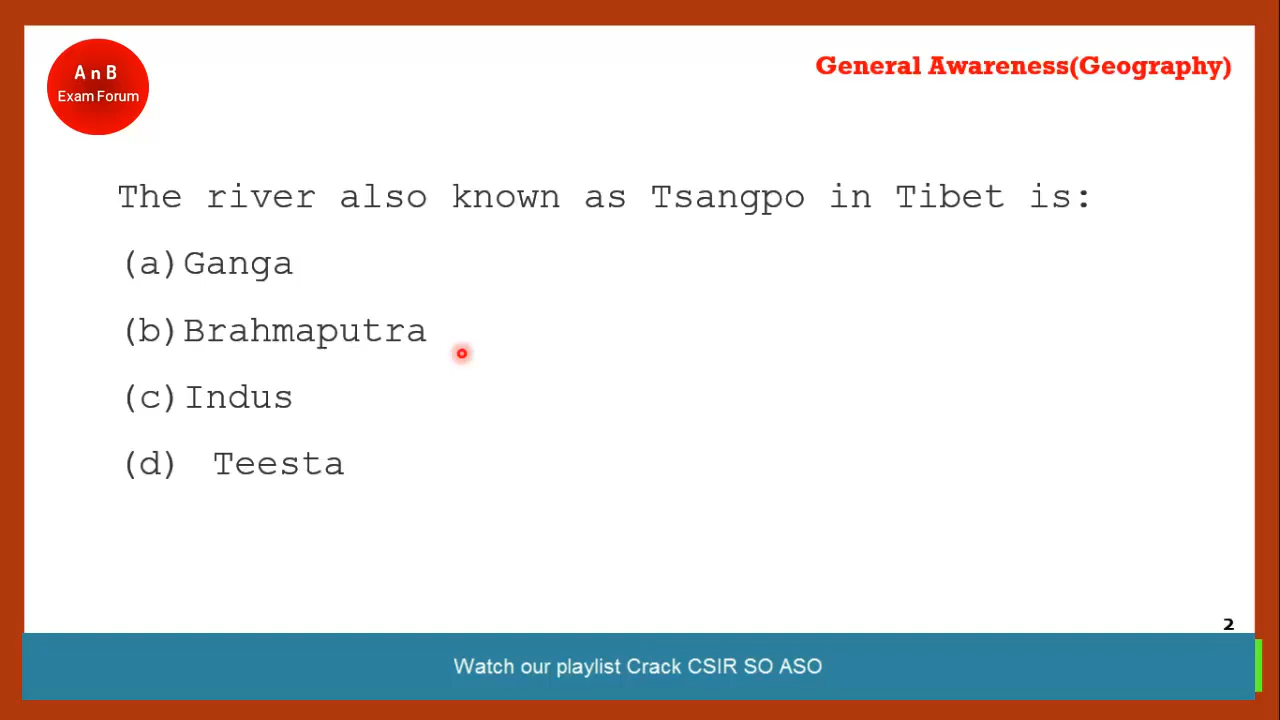 A n B
Exam Forum
General Awareness(Geography)
The river also known as Tsangpo in Tibet is:
(a)Ganga
(b)Brahmaputra
(c)Indus
(d) Teesta
2
Watch our playlist Crack CSIR SO ASO